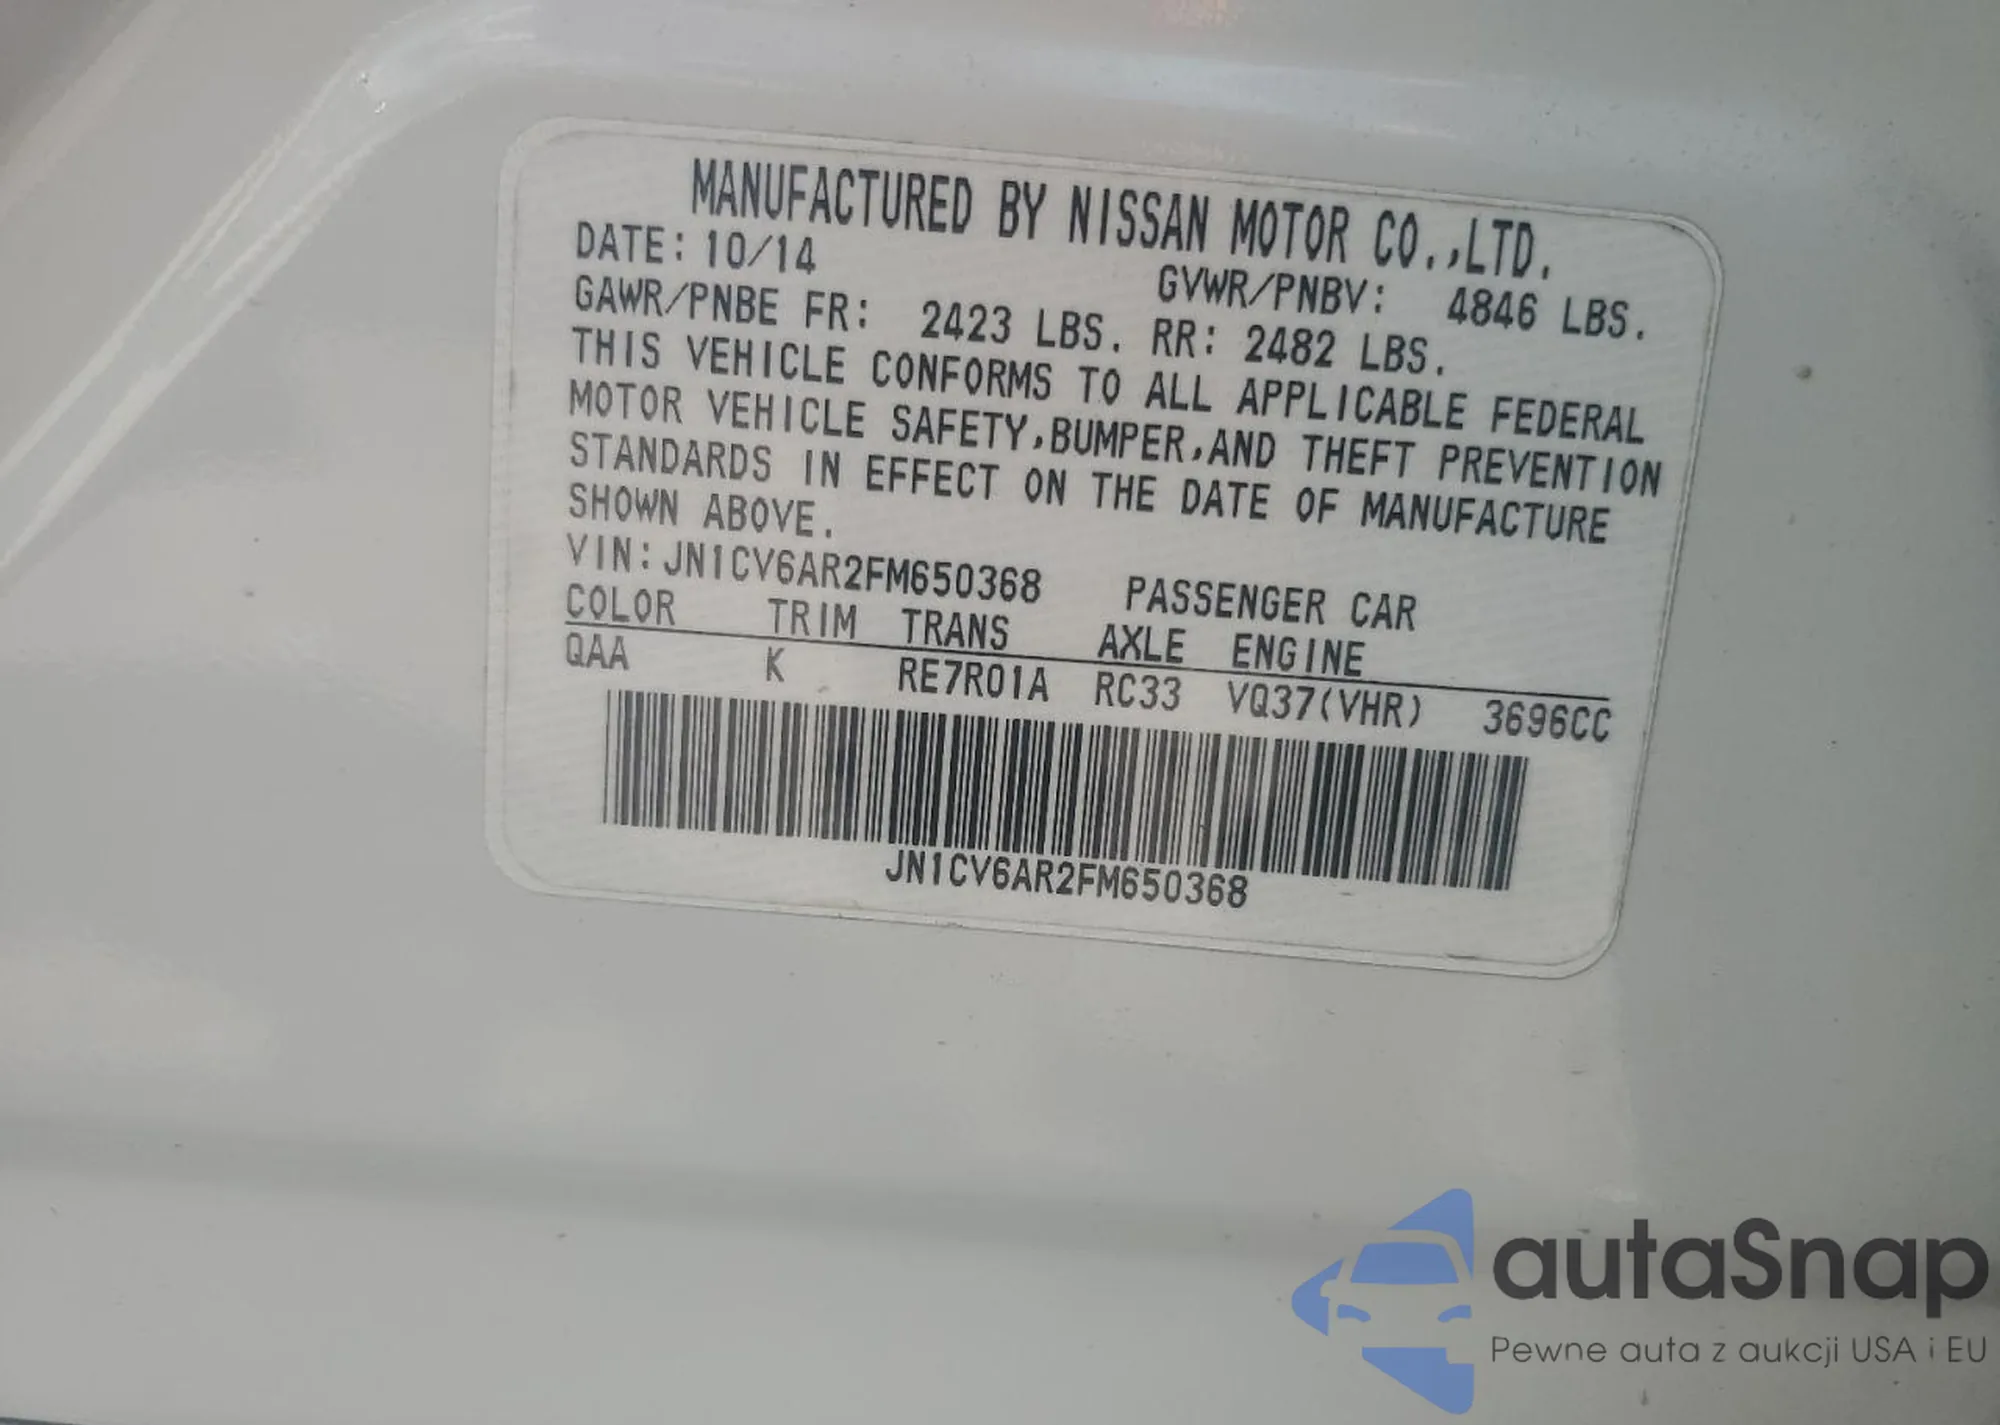 MANUFACTURED BY NISSAN MOTOR CO.,LTD.
DATE: 10/14 GVWR/PNBV: 4846 LBS.
GAWR/PNBE FR: 2423 LBS. RR: 2482 LBS.
THIS VEHICLE CONFORMS TO ALL APPLICABLE FEDERAL
MOTOR VEHICLE SAFETY,BUMPER,AND THEFT PREVENTION
STANDARDS IN EFFECT ON THE DATE OF MANUFACTURE
SHOWN ABOVE.
VIN: JN1CV6AR2FM650368 PASSENGER CAR
COLOR TRIM TRANS AXLE ENGINE
QAA K RE7R01A RC33 VQ37(VHR) 3696CC
JN1CV6AR2FM650368
autaSnap
Pewne auta z aukcji USA i EU